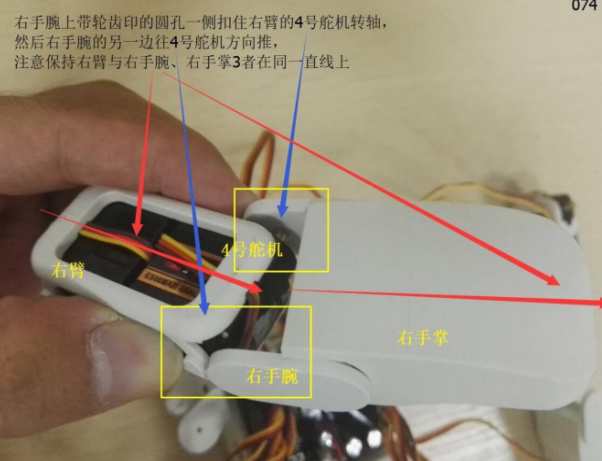 074
右手腕上带轮齿印的圆孔一侧扣住右臂的4号舵机转轴，
然后右手腕的另一边往4号舵机方向推，
注意保持右臂与右手腕、右手掌3者在同一直线上
4号舵机
右臂
右手掌
右手腕